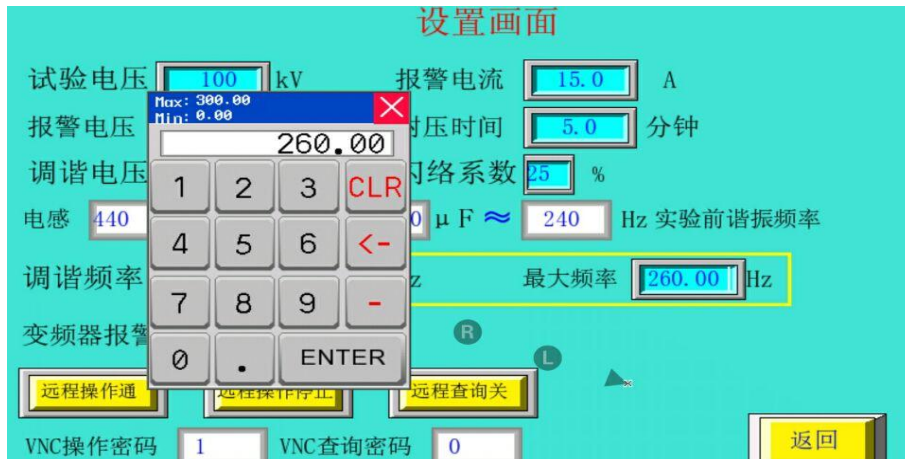 设置画面
试验电压 100 kV 报警电流 15.0 A
Max: 300.00
Min: 0.00
报警电压 时间 5.0 分钟
260.00
调谐电压 络系数 25 %
1 2 3 CLR
电感 440 0 μF ≈ 240 Hz 实验前谐振频率
4 5 6 <-
调谐频率 z 最大频率 260.00 Hz
7 8 9 -
变频器报警 R
0 . ENTER L
远程操作通 远程操作停止 远程查询关
VNC操作密码 1 VNC查询密码 0 返回